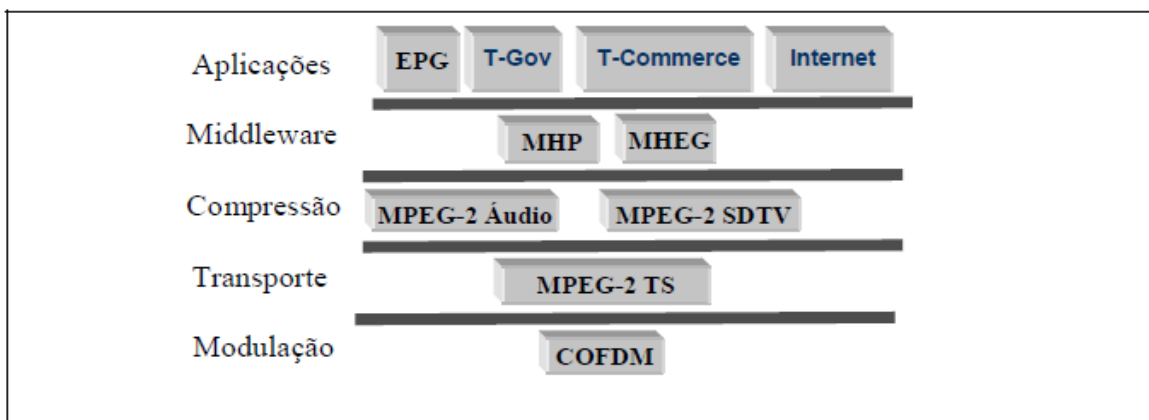 Aplicações EPG T-Gov T-Commerce Internet
Middleware MHP MHEG
Compressão MPEG-2 Áudio MPEG-2 SDTV
Transporte MPEG-2 TS
Modulação COFDM